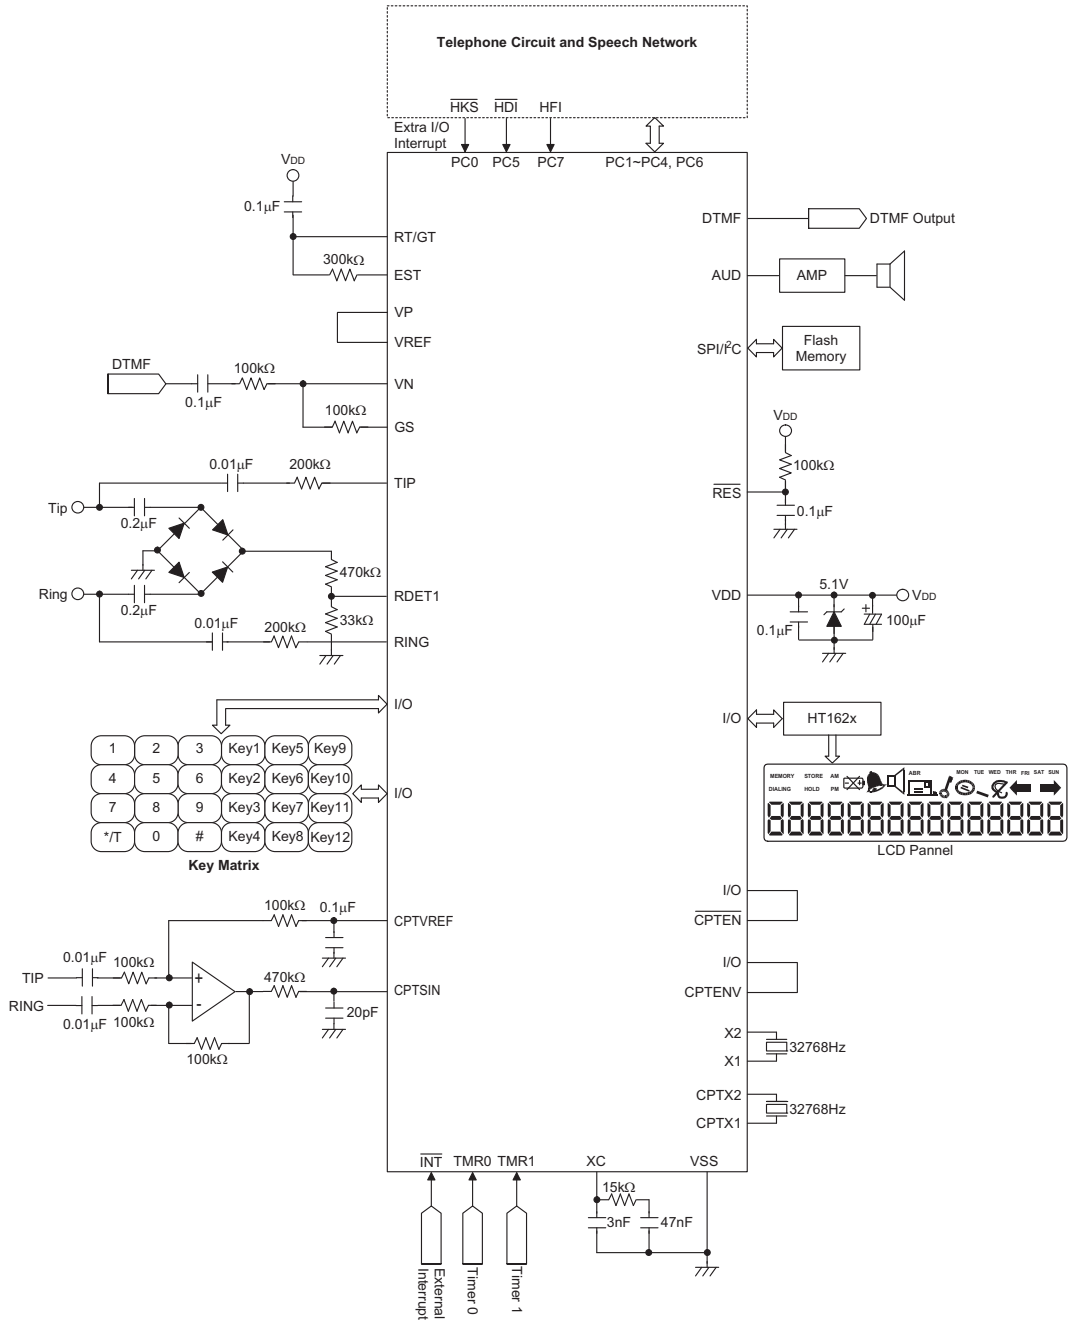 Telephone Circuit and Speech Network
HKS HDI HFI
Extra I/O
Interrupt
PC0 PC5 PC7 PC1~PC4, PC6
VDD
0.1μF
RT/GT
300kΩ
EST
VP
VREF
DTMF
0.1μF
100kΩ
VN
100kΩ
GS
0.01μF
200kΩ
TIP
Tip
0.2μF
470kΩ
RDET1
Ring
0.2μF
33kΩ
0.01μF
200kΩ
RING
I/O
1 2 3 Key1 Key5 Key9
4 5 6 Key2 Key6 Key10
7 8 9 Key3 Key7 Key11
*/T 0 # Key4 Key8 Key12
I/O
Key Matrix
100kΩ
0.1μF
CPTVREF
TIP
0.01μF
100kΩ
+
RING
0.01μF
100kΩ
-
100kΩ
470kΩ
CPTSIN
20pF
DTMF
DTMF Output
AUD
AMP
SPI/I²C
Flash
Memory
VDD
100kΩ
RES
0.1μF
VDD
5.1V
VDD
0.1μF
+
100μF
I/O
HT162x
MEMORY STORE AM ABR MON TUE WED THR FRI SAT SUN
DIALING HOLD PM
88888888888888888
LCD Pannel
I/O
CPTEN
I/O
CPTENV
X2
32768Hz
X1
CPTX2
32768Hz
CPTX1
INT TMR0 TMR1 XC VSS
15kΩ
3nF
47nF
External
Interrupt
Timer 0
Timer 1